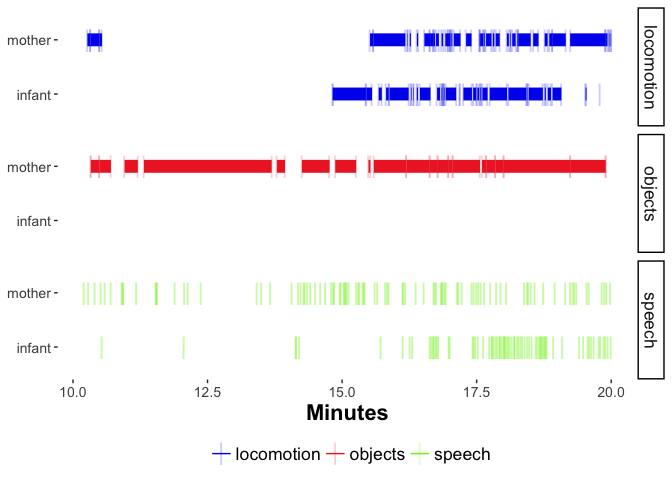 mother
infant
locomotion
mother
infant
objects
mother
infant
speech
10.0 12.5 15.0 17.5 20.0
Minutes
locomotion objects speech